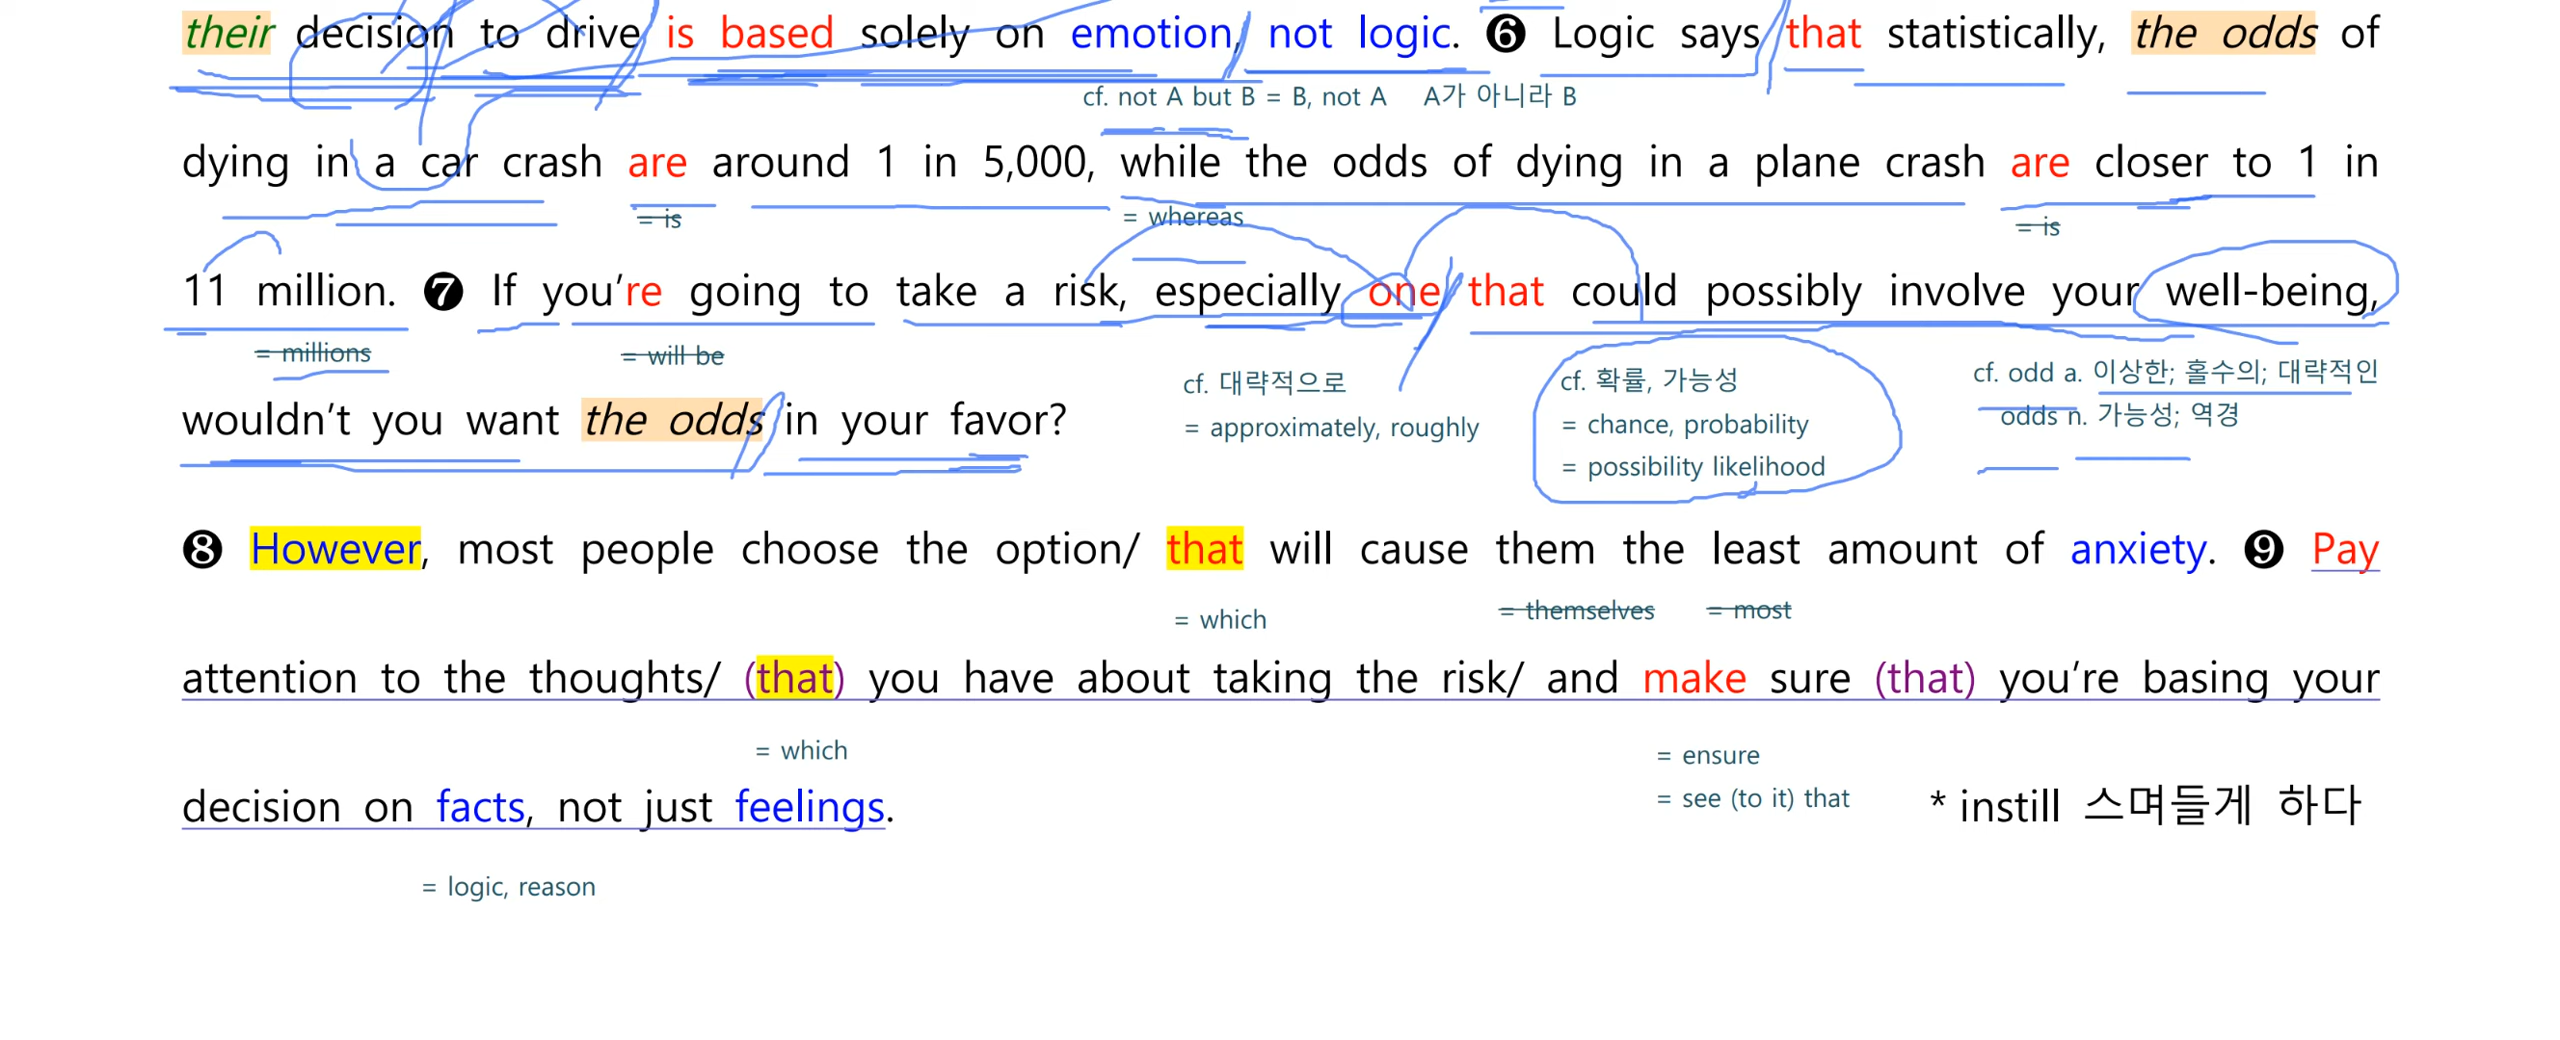 their decision to drive is based solely on emotion, not logic. ❻ Logic says that statistically, the odds of
cf. not A but B = B, not A A가 아니라 B
dying in a car crash are around 1 in 5,000, while the odds of dying in a plane crash are closer to 1 in
= is = whereas = is
11 million. ❼ If you're going to take a risk, especially one that could possibly involve your well-being,
= millions = will be cf. 대략적으로 cf. 확률, 가능성 cf. odd a. 이상한; 홀수의; 대략적인
wouldn't you want the odds in your favor? = approximately, roughly = chance, probability odds n. 가능성; 역경
= possibility likelihood
❽ However, most people choose the option/ that will cause them the least amount of anxiety. ❾ Pay
= which = themselves = most
attention to the thoughts/ (that) you have about taking the risk/ and make sure (that) you're basing your
= which = ensure
decision on facts, not just feelings. = see (to it) that * instill 스며들게 하다
= logic, reason